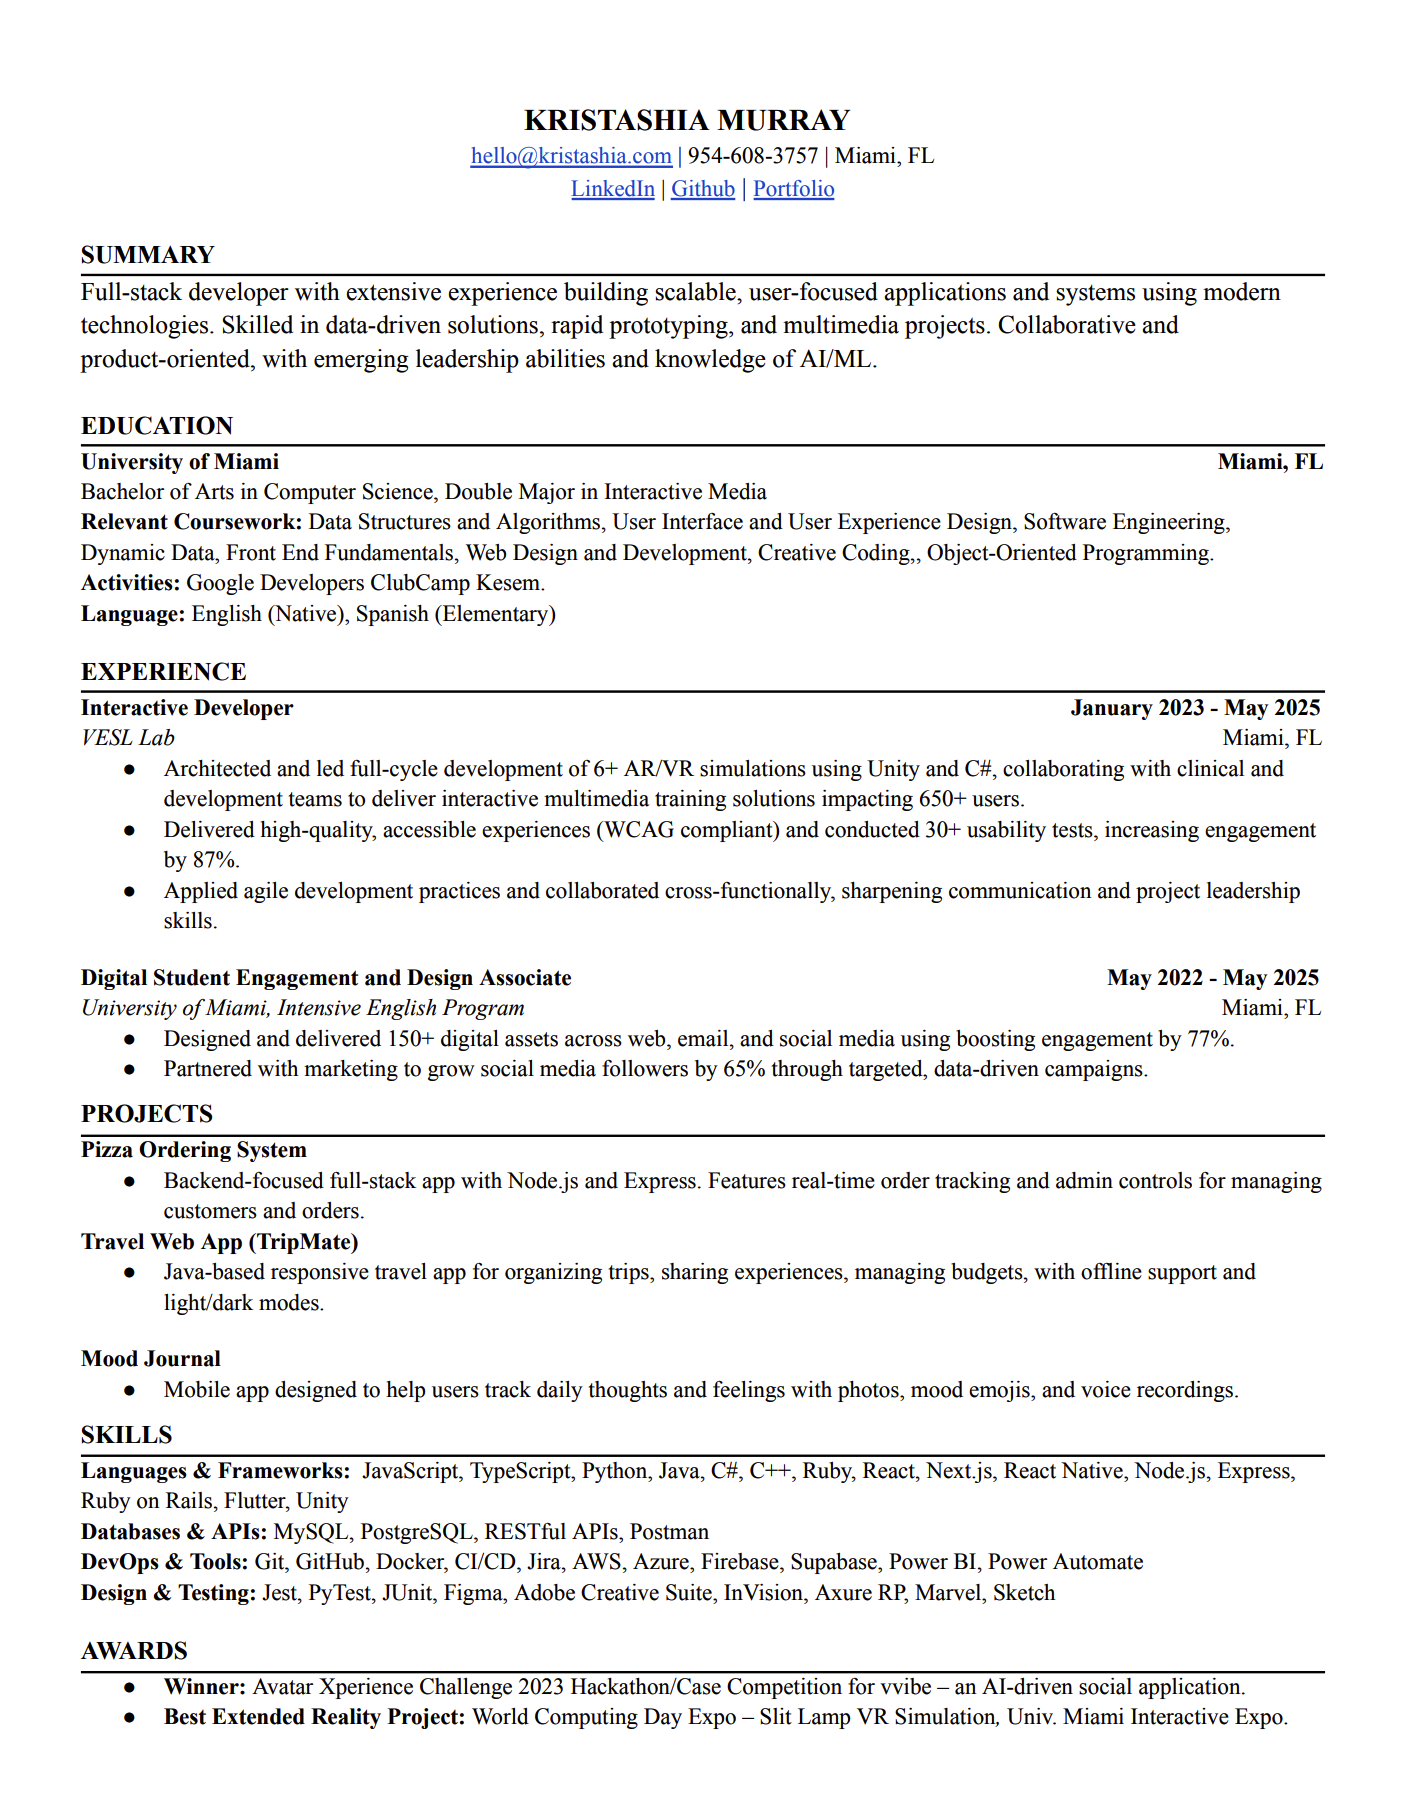 KRISTASHIA MURRAY
hello@kristashia.com | 954-608-3757 | Miami, FL
LinkedIn | Github | Portfolio
SUMMARY
Full-stack developer with extensive experience building scalable, user-focused applications and systems using modern
technologies. Skilled in data-driven solutions, rapid prototyping, and multimedia projects. Collaborative and
product-oriented, with emerging leadership abilities and knowledge of AI/ML.
EDUCATION
University of Miami Miami, FL
Bachelor of Arts in Computer Science, Double Major in Interactive Media
Relevant Coursework: Data Structures and Algorithms, User Interface and User Experience Design, Software Engineering,
Dynamic Data, Front End Fundamentals, Web Design and Development, Creative Coding,, Object-Oriented Programming.
Activities: Google Developers ClubCamp Kesem.
Language: English (Native), Spanish (Elementary)
EXPERIENCE
Interactive Developer January 2023 - May 2025
VESL Lab Miami, FL
● Architected and led full-cycle development of 6+ AR/VR simulations using Unity and C#, collaborating with clinical and
development teams to deliver interactive multimedia training solutions impacting 650+ users.
● Delivered high-quality, accessible experiences (WCAG compliant) and conducted 30+ usability tests, increasing engagement
by 87%.
● Applied agile development practices and collaborated cross-functionally, sharpening communication and project leadership
skills.
Digital Student Engagement and Design Associate May 2022 - May 2025
University of Miami, Intensive English Program Miami, FL
● Designed and delivered 150+ digital assets across web, email, and social media using boosting engagement by 77%.
● Partnered with marketing to grow social media followers by 65% through targeted, data-driven campaigns.
PROJECTS
Pizza Ordering System
● Backend-focused full-stack app with Node.js and Express. Features real-time order tracking and admin controls for managing
customers and orders.
Travel Web App (TripMate)
● Java-based responsive travel app for organizing trips, sharing experiences, managing budgets, with offline support and
light/dark modes.
Mood Journal
● Mobile app designed to help users track daily thoughts and feelings with photos, mood emojis, and voice recordings.
SKILLS
Languages & Frameworks: JavaScript, TypeScript, Python, Java, C#, C++, Ruby, React, Next.js, React Native, Node.js, Express,
Ruby on Rails, Flutter, Unity
Databases & APIs: MySQL, PostgreSQL, RESTful APIs, Postman
DevOps & Tools: Git, GitHub, Docker, CI/CD, Jira, AWS, Azure, Firebase, Supabase, Power BI, Power Automate
Design & Testing: Jest, PyTest, JUnit, Figma, Adobe Creative Suite, InVision, Axure RP, Marvel, Sketch
AWARDS
● Winner: Avatar Xperience Challenge 2023 Hackathon/Case Competition for vvibe – an AI-driven social application.
● Best Extended Reality Project: World Computing Day Expo – Slit Lamp VR Simulation, Univ. Miami Interactive Expo.